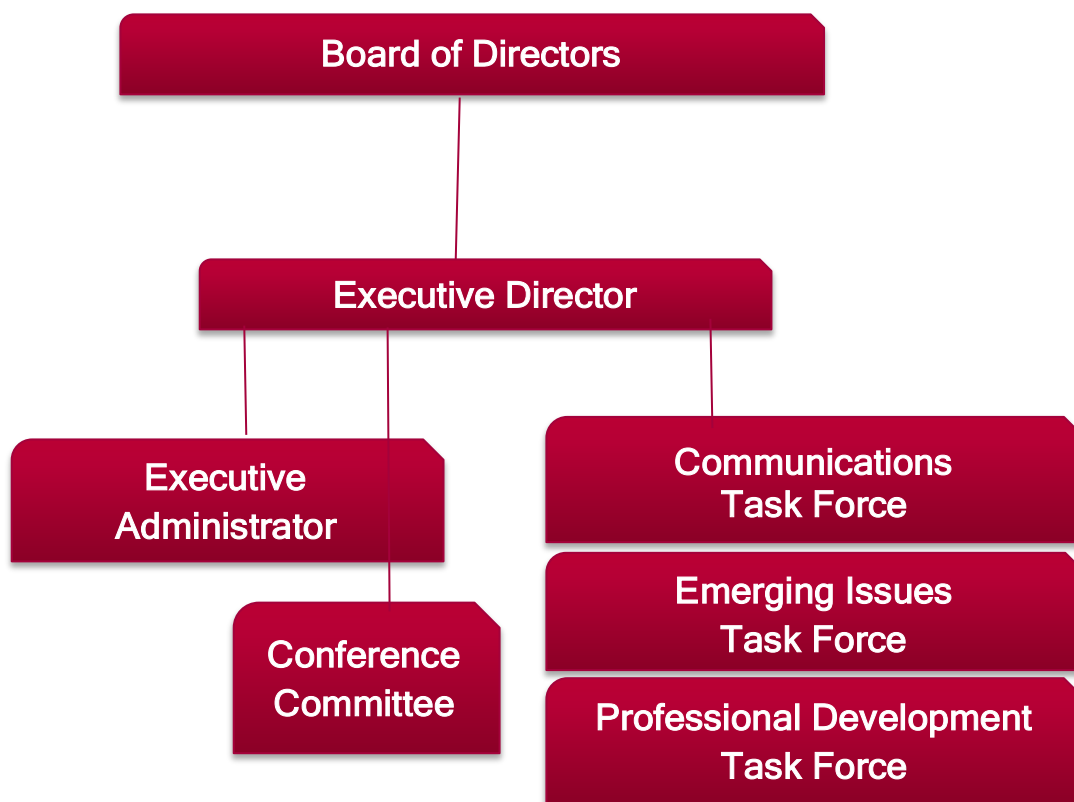 Board of Directors
Executive Director
Executive
Administrator
Conference
Committee
Communications
Task Force
Emerging Issues
Task Force
Professional Development
Task Force